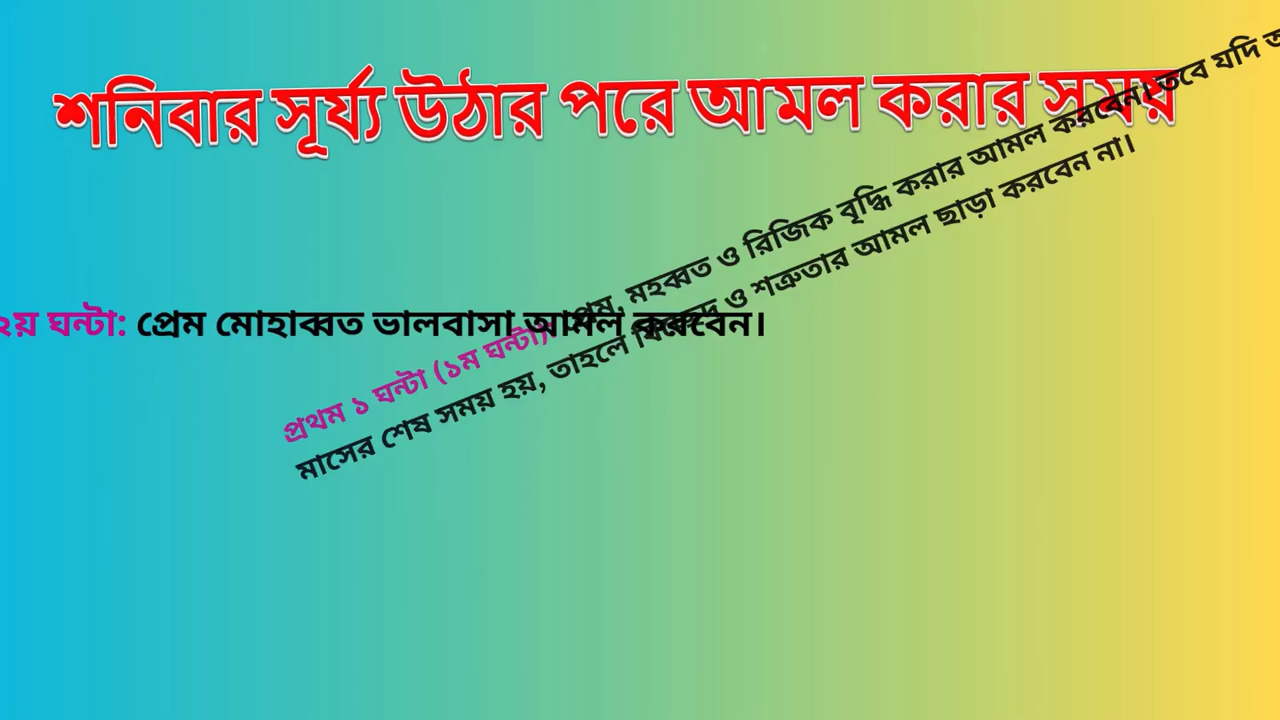 শনিবার সূর্য্য উঠার পরে আমল করার সময়
২য় ঘন্টা: প্রেম মোহাব্বত ভালবাসা আমল করবেন।
প্রথম ১ ঘন্টা (১ম ঘন্টা): প্রেম, মহব্বত ও রিজিক বৃদ্ধি করার আমল করবেন। তবে যদি
মাসের শেষ সময় হয়, তাহলে বিচ্ছেদ ও শত্রুতার আমল ছাড়া করবেন না।